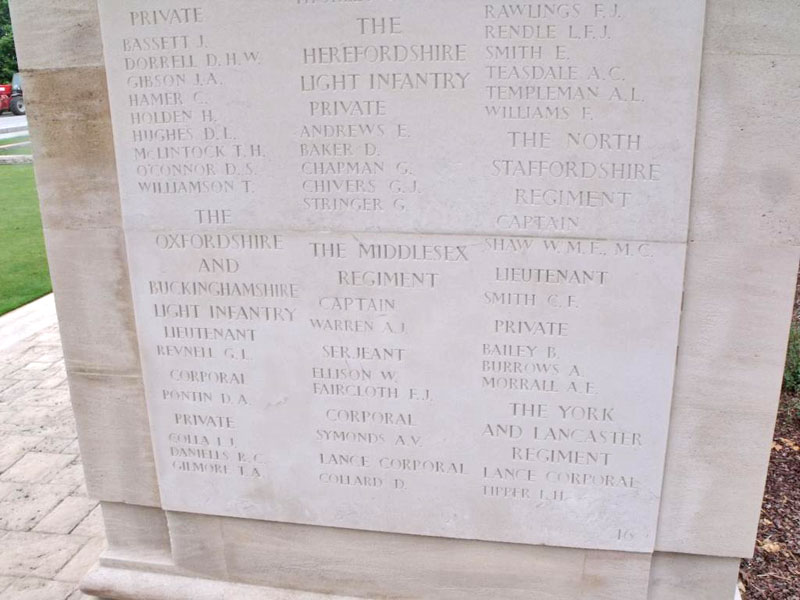 PRIVATE
BASSETT J.
DORRELL D.H.W.
GIBSON J.A.
HAMER C.
HOLDEN H.
HUGHES D.L.
McLINTOCK T.H.
O'CONNOR D.S.
WILLIAMSON T.
THE
OXFORDSHIRE
AND
BUCKINGHAMSHIRE
LIGHT INFANTRY
LIEUTENANT
REYNELL G.L.
CORPORAL
PONTIN D.A.
PRIVATE
COLLA J.J.
DANIELLS R.C.
GILMORE T.A.
THE
HEREFORDSHIRE
LIGHT INFANTRY
PRIVATE
ANDREWS E.
BAKER D.
CHAPMAN G.
CHIVERS G.J.
STRINGER G.
THE MIDDLESEX
REGIMENT
CAPTAIN
WARREN A.J.
SERJEANT
ELLISON W.
FAIRCLOTH F.J.
CORPORAL
SYMONDS A.V.
LANCE CORPORAL
COLLARD D.
RAWLINGS F.J.
RENDLE L.F.J.
SMITH E.
TEASDALE A.C.
TEMPLEMAN A.L.
WILLIAMS F.
THE NORTH
STAFFORDSHIRE
REGIMENT
CAPTAIN
SHAW W.M.E., M.C.
LIEUTENANT
SMITH C.F.
PRIVATE
BAILEY B.
BURROWS A.
MORRALL A.E.
THE YORK
AND LANCASTER
REGIMENT
LANCE CORPORAL
TIPPER L.H.
16